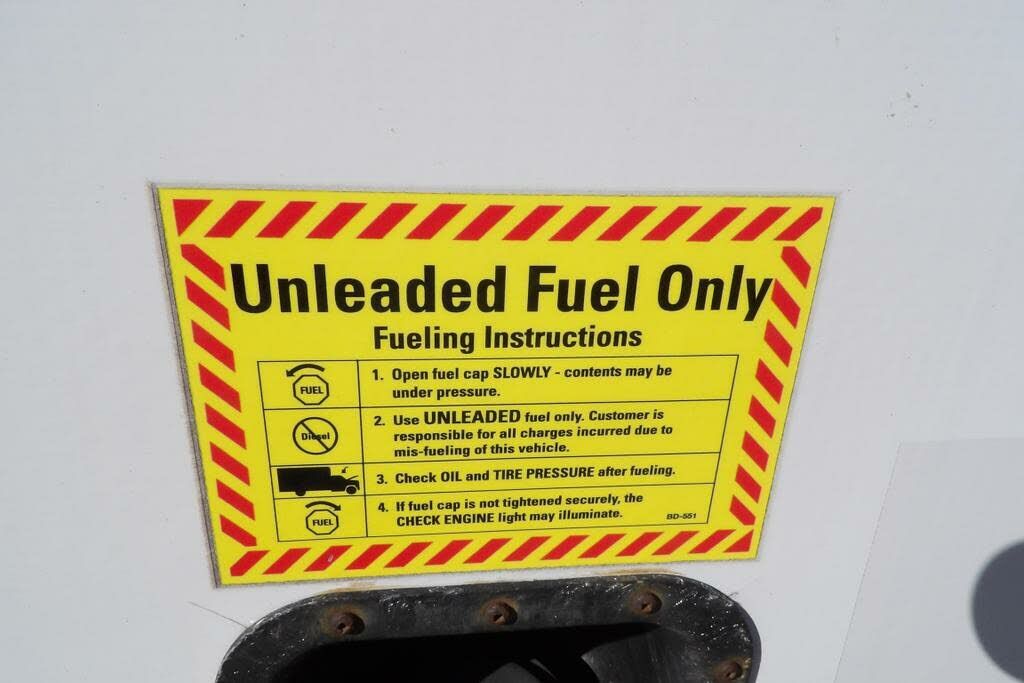 Unleaded Fuel Only
Fueling Instructions
FUEL
1. Open fuel cap SLOWLY - contents may be
under pressure.
Diesel
2. Use UNLEADED fuel only. Customer is
responsible for all charges incurred due to
mis-fueling of this vehicle.
3. Check OIL and TIRE PRESSURE after fueling.
FUEL
4. If fuel cap is not tightened securely, the
CHECK ENGINE light may illuminate.
BD-551